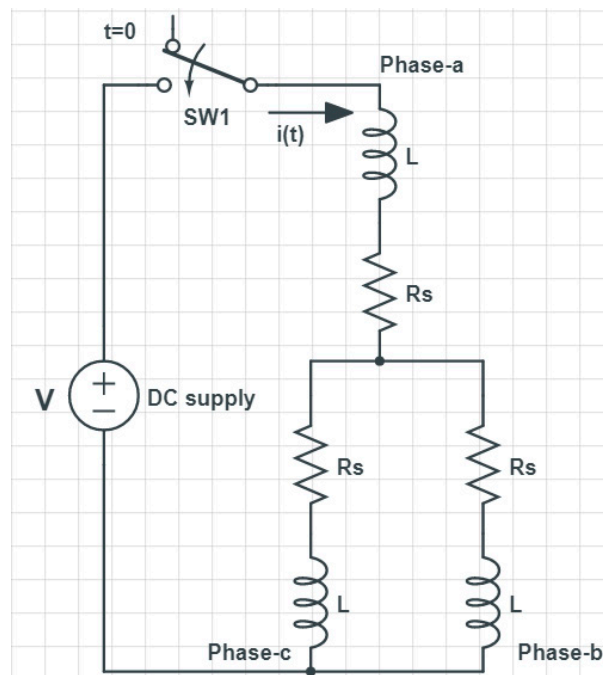 t=0
Phase-a
SW1
i(t)
L
Rs
V
DC supply
Rs
Rs
L
L
Phase-c
Phase-b